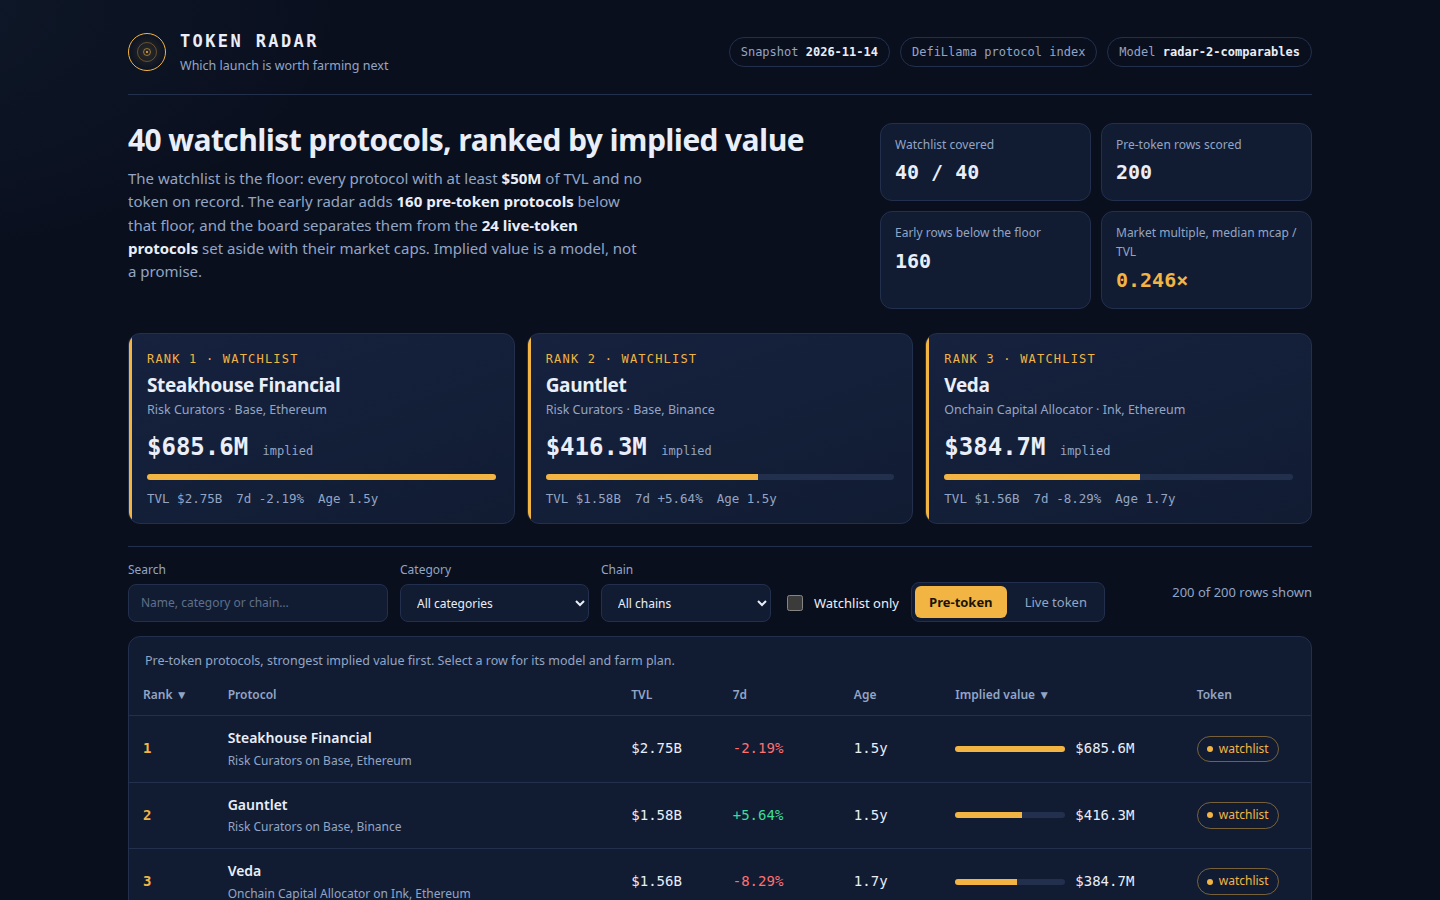 TOKEN RADAR
Which launch is worth farming next
Snapshot 2026-11-14
DefiLlama protocol index
Model radar-2-comparables
40 watchlist protocols, ranked by implied value
The watchlist is the floor: every protocol with at least $50M of TVL and no
token on record. The early radar adds 160 pre-token protocols below
that floor, and the board separates them from the 24 live-token
protocols set aside with their market caps. Implied value is a model, not
a promise.
Watchlist covered
40 / 40
Pre-token rows scored
200
Early rows below the floor
160
Market multiple, median mcap /
TVL
0.246×
RANK 1 · WATCHLIST
Steakhouse Financial
Risk Curators · Base, Ethereum
$685.6M implied
TVL $2.75B 7d -2.19% Age 1.5y
RANK 2 · WATCHLIST
Gauntlet
Risk Curators · Base, Binance
$416.3M implied
TVL $1.58B 7d +5.64% Age 1.5y
RANK 3 · WATCHLIST
Veda
Onchain Capital Allocator · Ink, Ethereum
$384.7M implied
TVL $1.56B 7d -8.29% Age 1.7y
Search
Name, category or chain...
Category
All categories
Chain
All chains
Watchlist only
Pre-token
Live token
200 of 200 rows shown
Pre-token protocols, strongest implied value first. Select a row for its model and farm plan.
Rank ▼ Protocol TVL 7d Age Implied value ▼ Token
1 Steakhouse Financial $2.75B -2.19% 1.5y $685.6M watchlist
Risk Curators on Base, Ethereum
2 Gauntlet $1.58B +5.64% 1.5y $416.3M watchlist
Risk Curators on Base, Binance
3 Veda $1.56B -8.29% 1.7y $384.7M watchlist
Onchain Capital Allocator on Ink, Ethereum